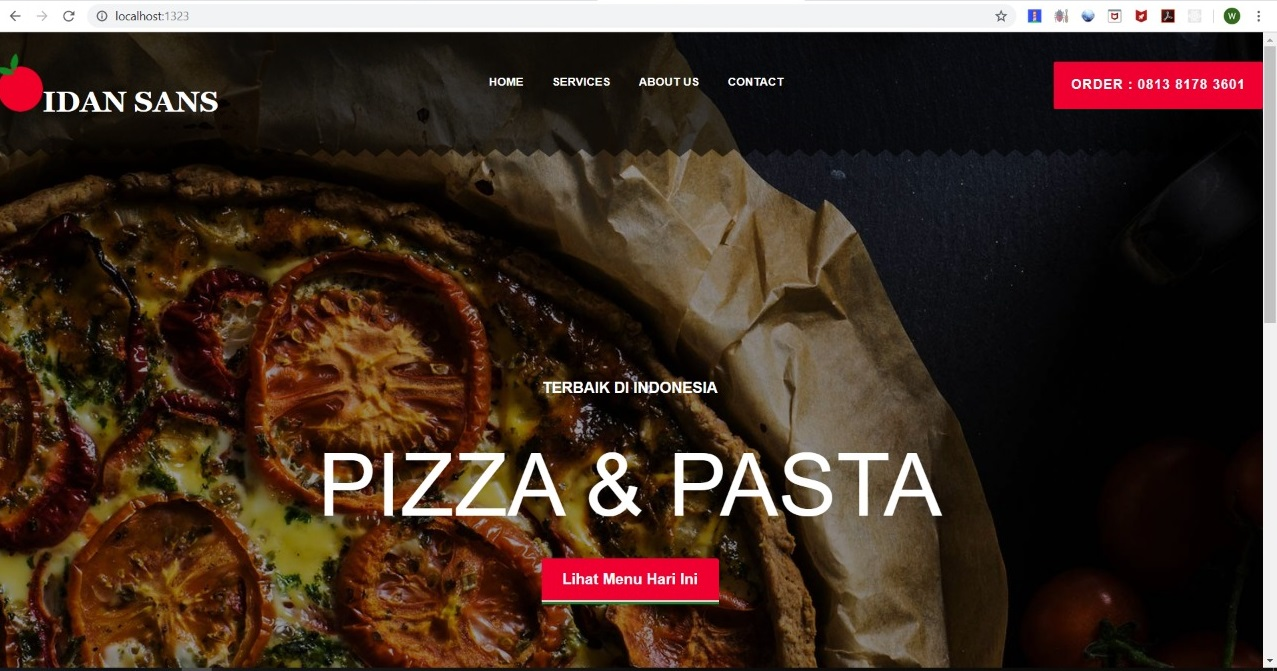 localhost:1323
W
IDAN SANS
HOME SERVICES ABOUT US CONTACT
ORDER : 0813 8178 3601
TERBAIK DI INDONESIA
PIZZA & PASTA
Lihat Menu Hari Ini